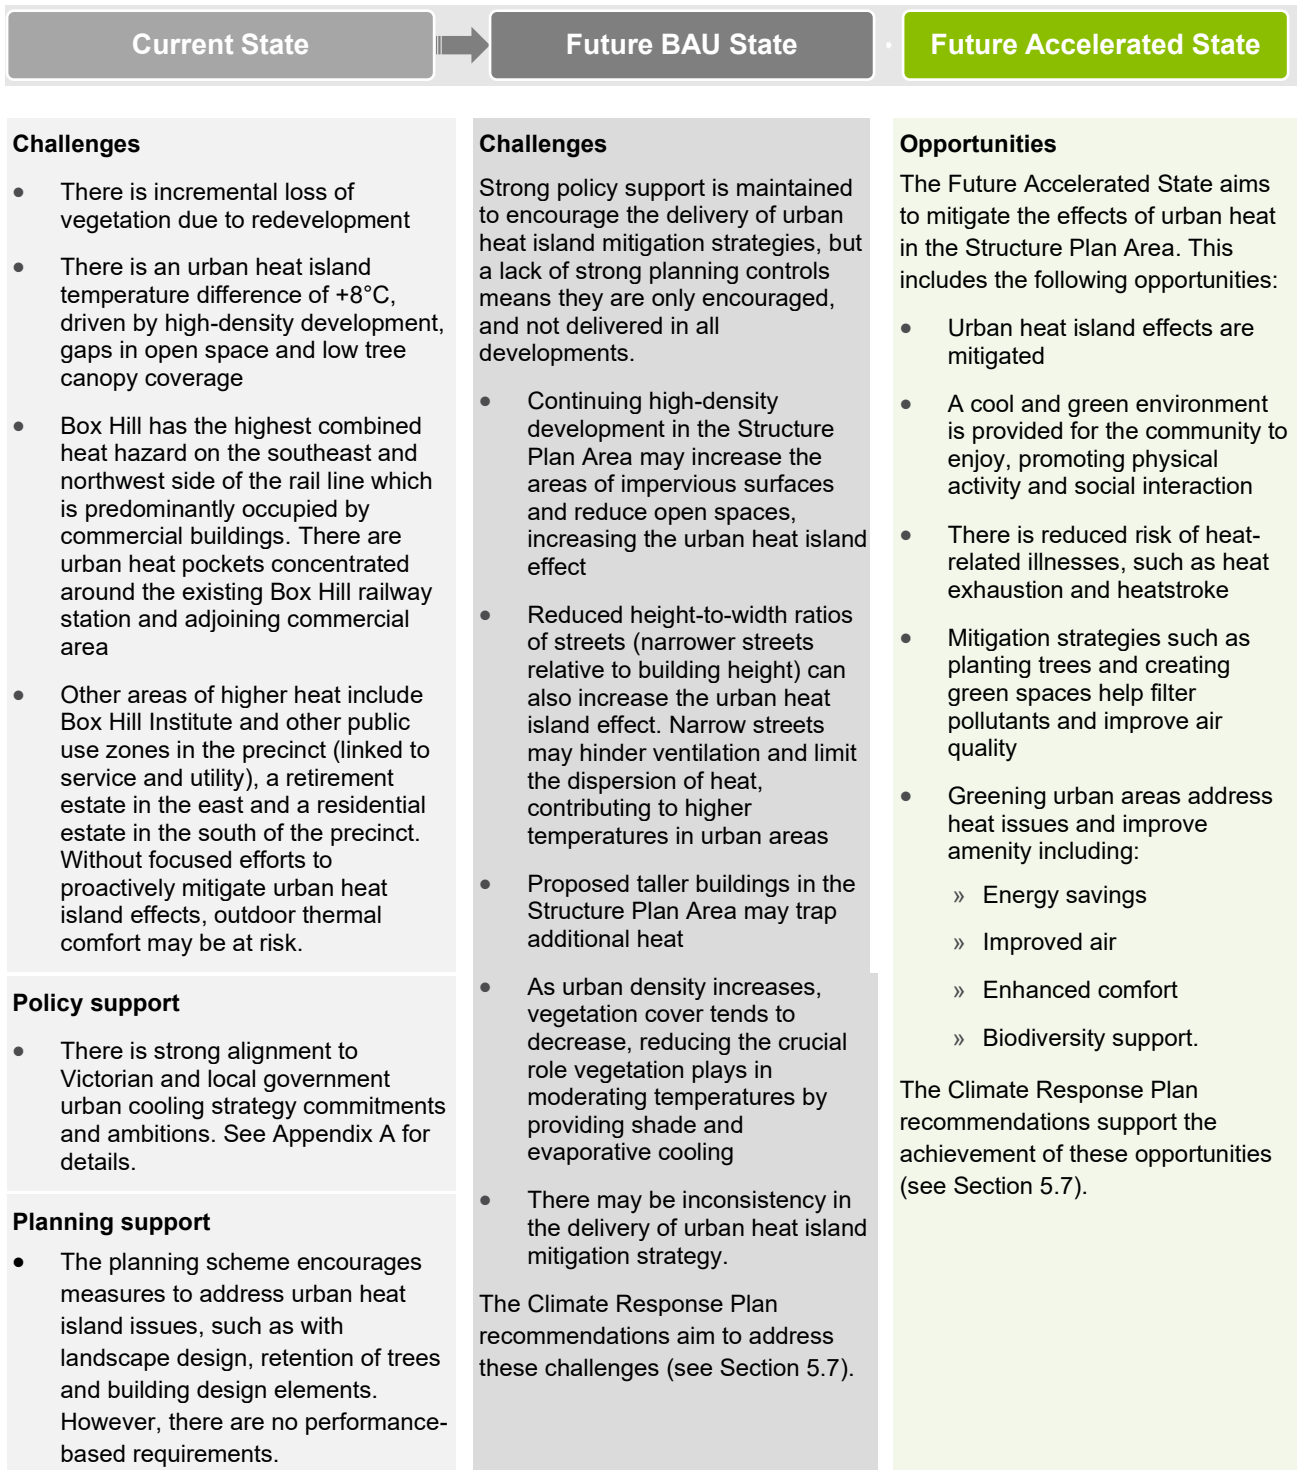 Current State
Future BAU State
Future Accelerated State
Challenges
• There is incremental loss of
vegetation due to redevelopment
• There is an urban heat island
temperature difference of +8°C,
driven by high-density development,
gaps in open space and low tree
canopy coverage
• Box Hill has the highest combined
heat hazard on the southeast and
northwest side of the rail line which
is predominantly occupied by
commercial buildings. There are
urban heat pockets concentrated
around the existing Box Hill railway
station and adjoining commercial
area
• Other areas of higher heat include
Box Hill Institute and other public
use zones in the precinct (linked to
service and utility), a retirement
estate in the east and a residential
estate in the south of the precinct.
Without focused efforts to
proactively mitigate urban heat
island effects, outdoor thermal
comfort may be at risk.
Policy support
• There is strong alignment to
Victorian and local government
urban cooling strategy commitments
and ambitions. See Appendix A for
details.
Planning support
• The planning scheme encourages
measures to address urban heat
island issues, such as with
landscape design, retention of trees
and building design elements.
However, there are no performance-
based requirements.
Challenges
Strong policy support is maintained
to encourage the delivery of urban
heat island mitigation strategies, but
a lack of strong planning controls
means they are only encouraged,
and not delivered in all
developments.
• Continuing high-density
development in the Structure
Plan Area may increase the
areas of impervious surfaces
and reduce open spaces,
increasing the urban heat island
effect
• Reduced height-to-width ratios
of streets (narrower streets
relative to building height) can
also increase the urban heat
island effect. Narrow streets
may hinder ventilation and limit
the dispersion of heat,
contributing to higher
temperatures in urban areas
• Proposed taller buildings in the
Structure Plan Area may trap
additional heat
• As urban density increases,
vegetation cover tends to
decrease, reducing the crucial
role vegetation plays in
moderating temperatures by
providing shade and
evaporative cooling
• There may be inconsistency in
the delivery of urban heat island
mitigation strategy.
The Climate Response Plan
recommendations aim to address
these challenges (see Section 5.7).
Opportunities
The Future Accelerated State aims
to mitigate the effects of urban heat
in the Structure Plan Area. This
includes the following opportunities:
• Urban heat island effects are
mitigated
• A cool and green environment
is provided for the community to
enjoy, promoting physical
activity and social interaction
• There is reduced risk of heat-
related illnesses, such as heat
exhaustion and heatstroke
• Mitigation strategies such as
planting trees and creating
green spaces help filter
pollutants and improve air
quality
• Greening urban areas address
heat issues and improve
amenity including:
» Energy savings
» Improved air
» Enhanced comfort
» Biodiversity support.
The Climate Response Plan
recommendations support the
achievement of these opportunities
(see Section 5.7).